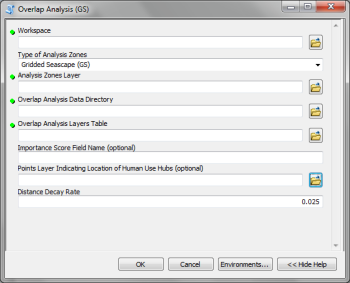 Overlap Analysis (GS)
Workspace
Type of Analysis Zones
Gridded Seascape (GS)
Analysis Zones Layer
Overlap Analysis Data Directory
Overlap Analysis Layers Table
Importance Score Field Name (optional)
Points Layer Indicating Location of Human Use Hubs (optional)
Distance Decay Rate
0.025
OK Cancel Environments... << Hide Help